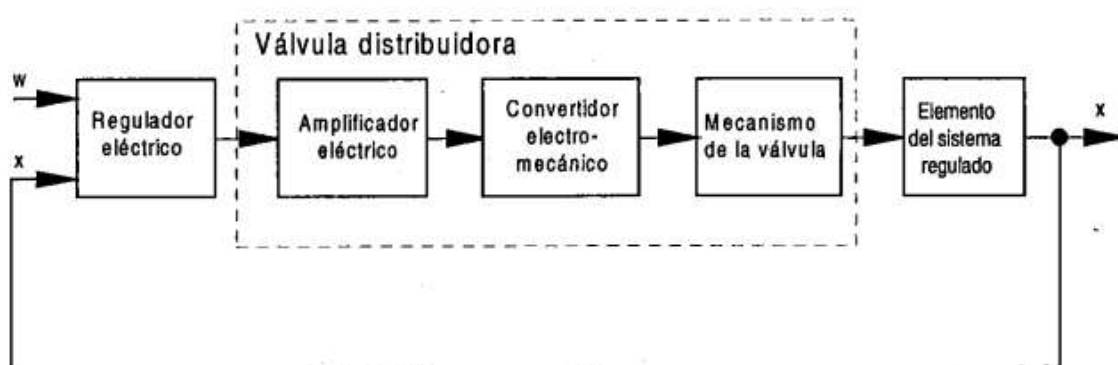 Válvula distribuidora
w
x
Regulador
eléctrico
Amplificador
eléctrico
Convertidor
electro-
mecánico
Mecanismo
de la válvula
Elemento
del sistema
regulado
x